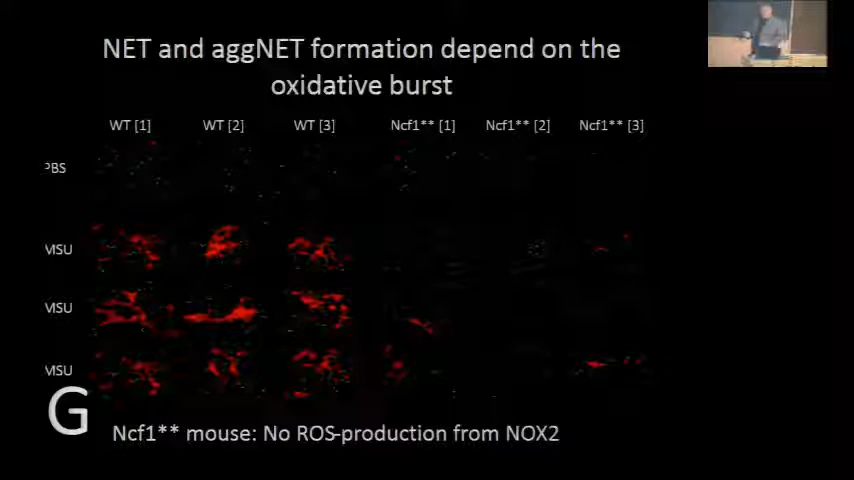 NET and aggNET formation depend on the
oxidative burst
WT [1] WT [2] WT [3] Ncf1** [1] Ncf1** [2] Ncf1** [3]
PBS
MSU
MSU
MSU
G
Ncf1** mouse: No ROS-production from NOX2